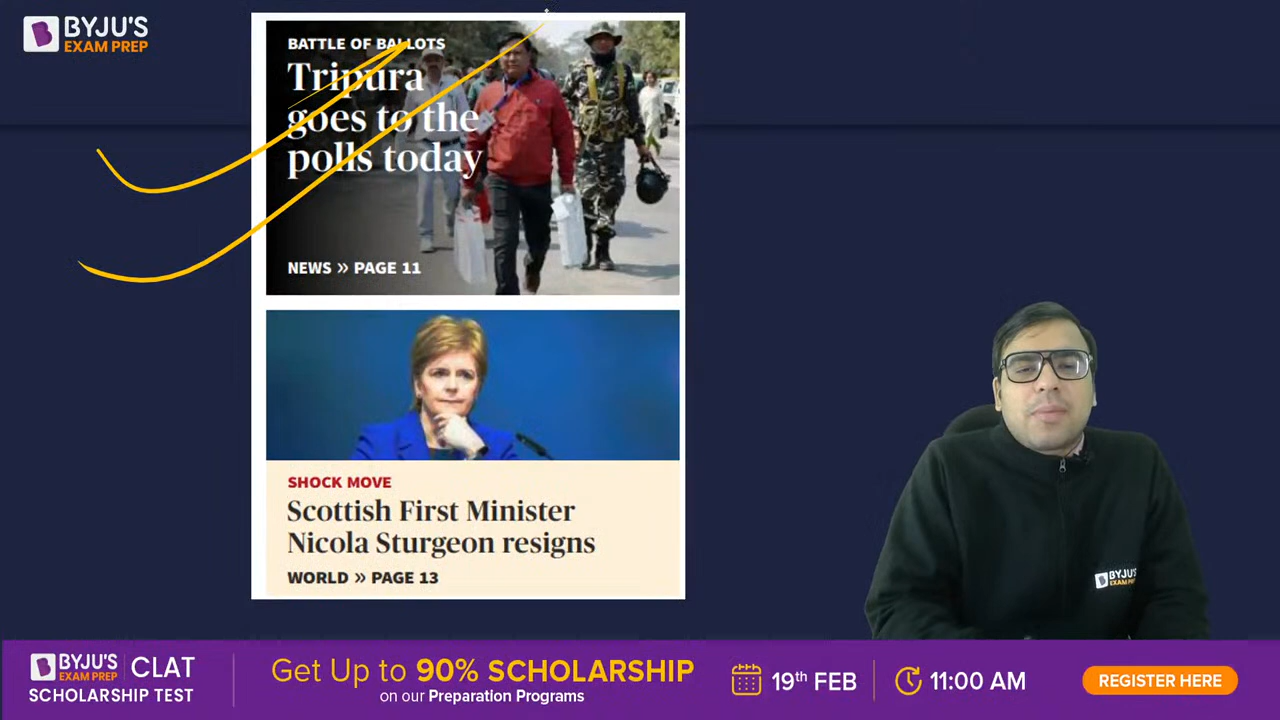 BYJU'S
EXAM PREP
BATTLE OF BALLOTS
Tripura
goes to the
polls today
NEWS » PAGE 11
SHOCK MOVE
Scottish First Minister
Nicola Sturgeon resigns
WORLD » PAGE 13
BYJU'S
EXAM PREP
BYJU'S
EXAM PREP
CLAT
SCHOLARSHIP TEST
Get Up to 90% SCHOLARSHIP
on our Preparation Programs
19th FEB
11:00 AM
REGISTER HERE